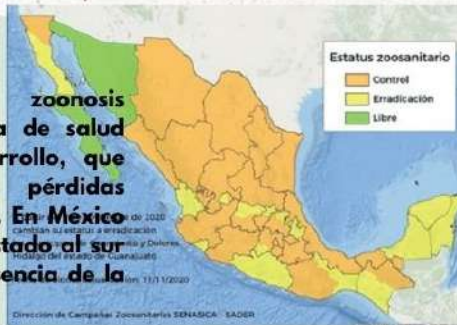 Estatus zoosanitario
Control
Erradicación
Libre
zoonosis
de salud
rrollo, que
pérdidas
En México
tado al sur
encia de la
de 2020
cambian su estatus a erradicación
y Dolores
Hidalgo del estado de Guanajuato
11/11/2020
Dirección de Campañas Zoosanitarias SENASICA - SADER